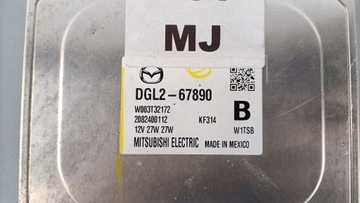 MJ
DGL2-67890
W003T32172
2082400112 KF314
12V 27W 27W
B
W1TSB
MITSUBISHI ELECTRIC MADE IN MEXICO